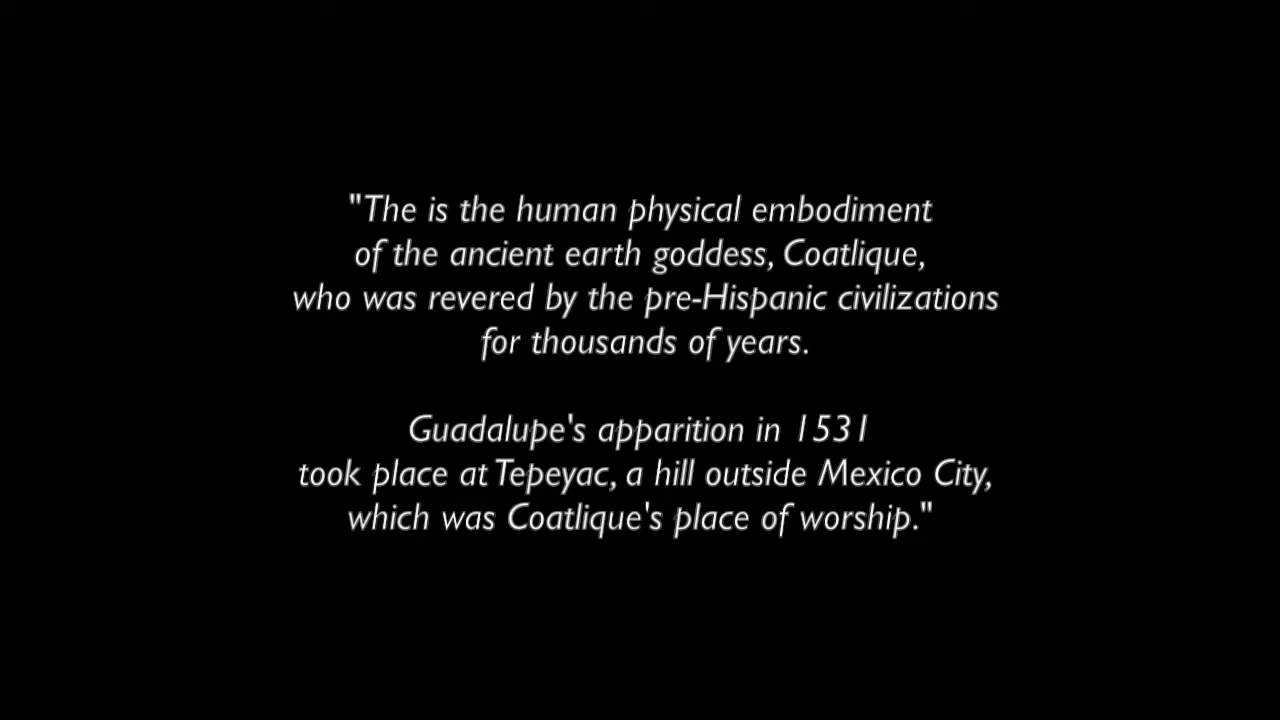 "The is the human physical embodiment
of the ancient earth goddess, Coatlique,
who was revered by the pre-Hispanic civilizations
for thousands of years.
Guadalupe's apparition in 1531
took place at Tepeyac, a hill outside Mexico City,
which was Coatlique's place of worship."